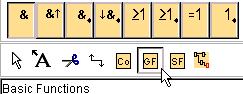 & &↑ & & ≥1 ≥1 =1 1
A Co GF SF
Basic Functions